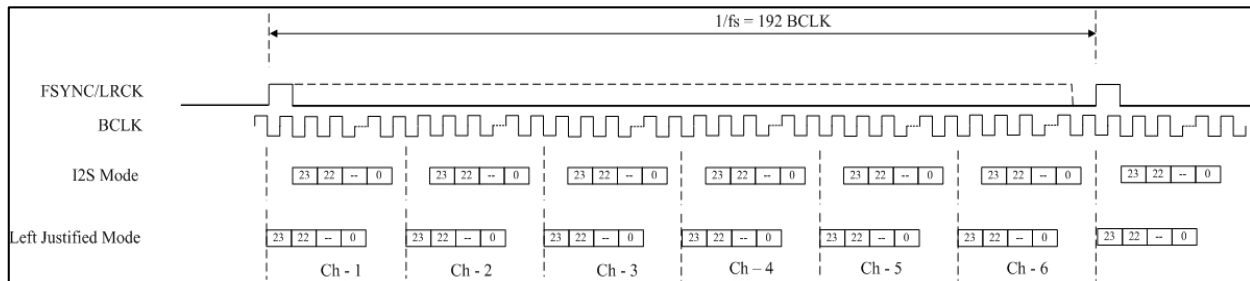 1/fs = 192 BCLK
FSYNC/LRCK
BCLK
I2S Mode 23 22 -- 0 23 22 -- 0 23 22 -- 0 23 22 -- 0 23 22 -- 0 23 22 -- 0 23 22 -- 0
Left Justified Mode 23 22 -- 0 23 22 -- 0 23 22 -- 0 23 22 -- 0 23 22 -- 0 23 22 -- 0 23 22 -- 0
Ch - 1 Ch - 2 Ch - 3 Ch – 4 Ch - 5 Ch - 6